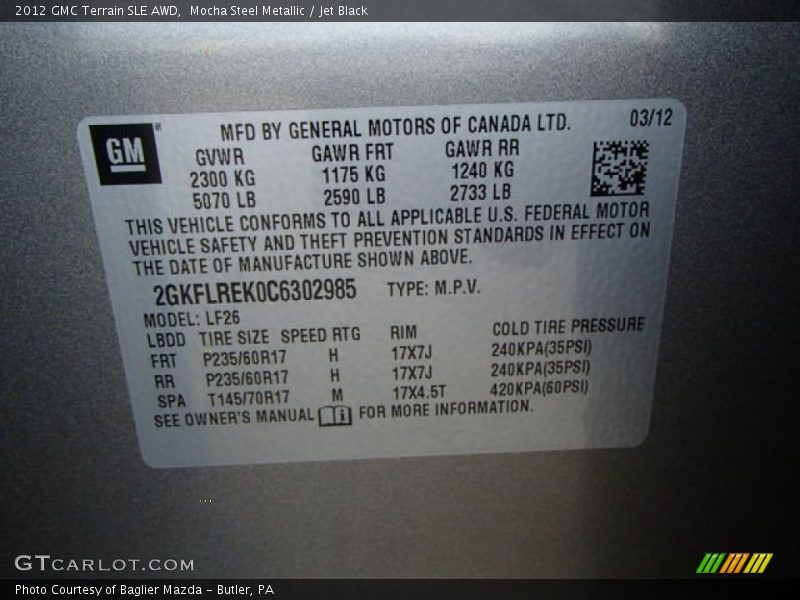 2012 GMC Terrain SLE AWD, Mocha Steel Metallic / Jet Black
GM
MFD BY GENERAL MOTORS OF CANADA LTD. 03/12
GVWR GAWR FRT GAWR RR
2300 KG 1175 KG 1240 KG
5070 LB 2590 LB 2733 LB
THIS VEHICLE CONFORMS TO ALL APPLICABLE U.S. FEDERAL MOTOR
VEHICLE SAFETY AND THEFT PREVENTION STANDARDS IN EFFECT ON
THE DATE OF MANUFACTURE SHOWN ABOVE.
2GKFLREK0C6302985 TYPE: M.P.V.
MODEL: LF26
LBDD TIRE SIZE SPEED RTG RIM COLD TIRE PRESSURE
FRT P235/60R17 H 17X7J 240KPA(35PSI)
RR P235/60R17 H 17X7J 240KPA(35PSI)
SPA T145/70R17 M 17X4.5T 420KPA(60PSI)
SEE OWNER'S MANUAL i FOR MORE INFORMATION.
GTCARLOT.COM
Photo Courtesy of Baglier Mazda - Butler, PA